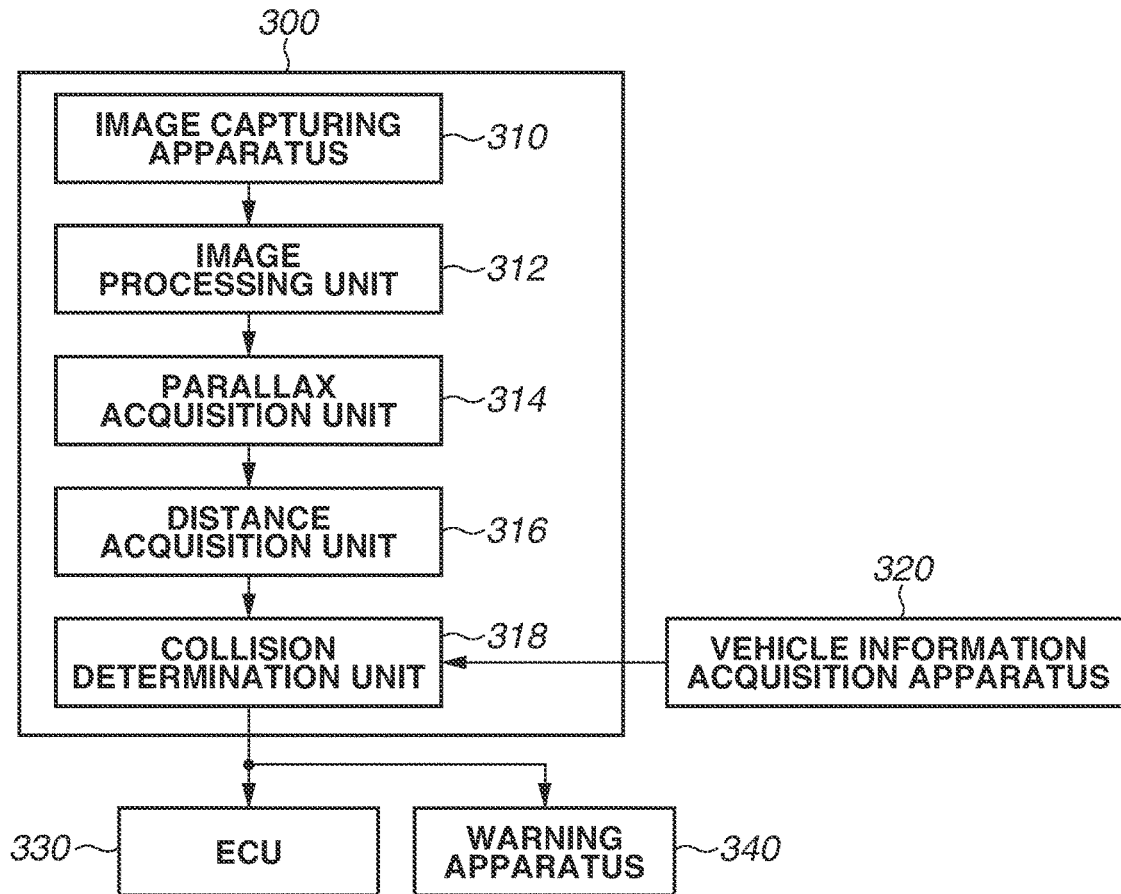 300
IMAGE CAPTURING
APPARATUS
310
IMAGE
PROCESSING UNIT
312
PARALLAX
ACQUISITION UNIT
314
DISTANCE
ACQUISITION UNIT
316
COLLISION
DETERMINATION UNIT
318
320
VEHICLE INFORMATION
ACQUISITION APPARATUS
330
ECU
WARNING
APPARATUS
340